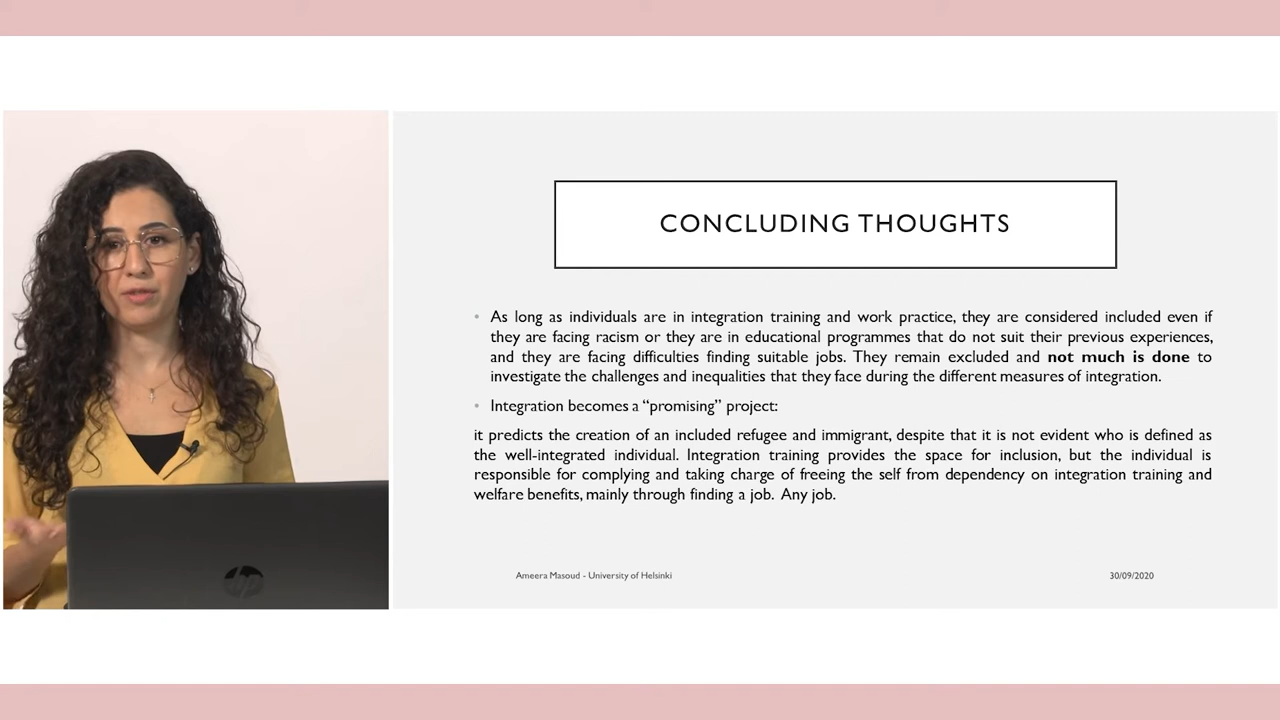 CONCLUDING THOUGHTS
• As long as individuals are in integration training and work practice, they are considered included even if
they are facing racism or they are in educational programmes that do not suit their previous experiences,
and they are facing difficulties finding suitable jobs. They remain excluded and not much is done to
investigate the challenges and inequalities that they face during the different measures of integration.
• Integration becomes a “promising” project:
it predicts the creation of an included refugee and immigrant, despite that it is not evident who is defined as
the well-integrated individual. Integration training provides the space for inclusion, but the individual is
responsible for complying and taking charge of freeing the self from dependency on integration training and
welfare benefits, mainly through finding a job. Any job.
Ameera Masoud - University of Helsinki
30/09/2020
hp